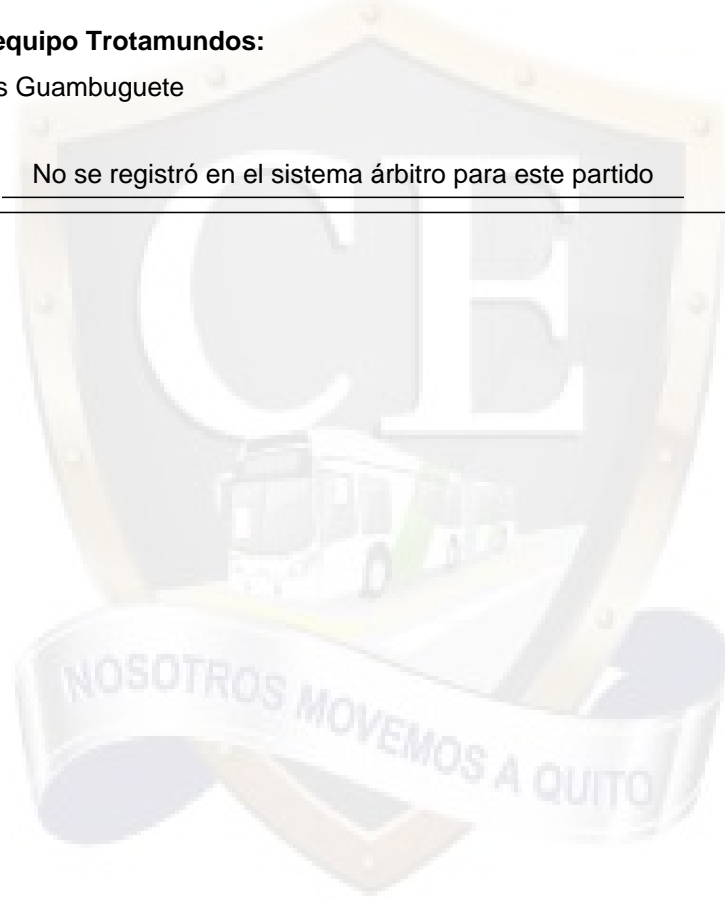 equipo Trotamundos:
s Guambuguete
No se registró en el sistema árbitro para este partido
CE
NOSOTROS MOVEMOS A QUITO